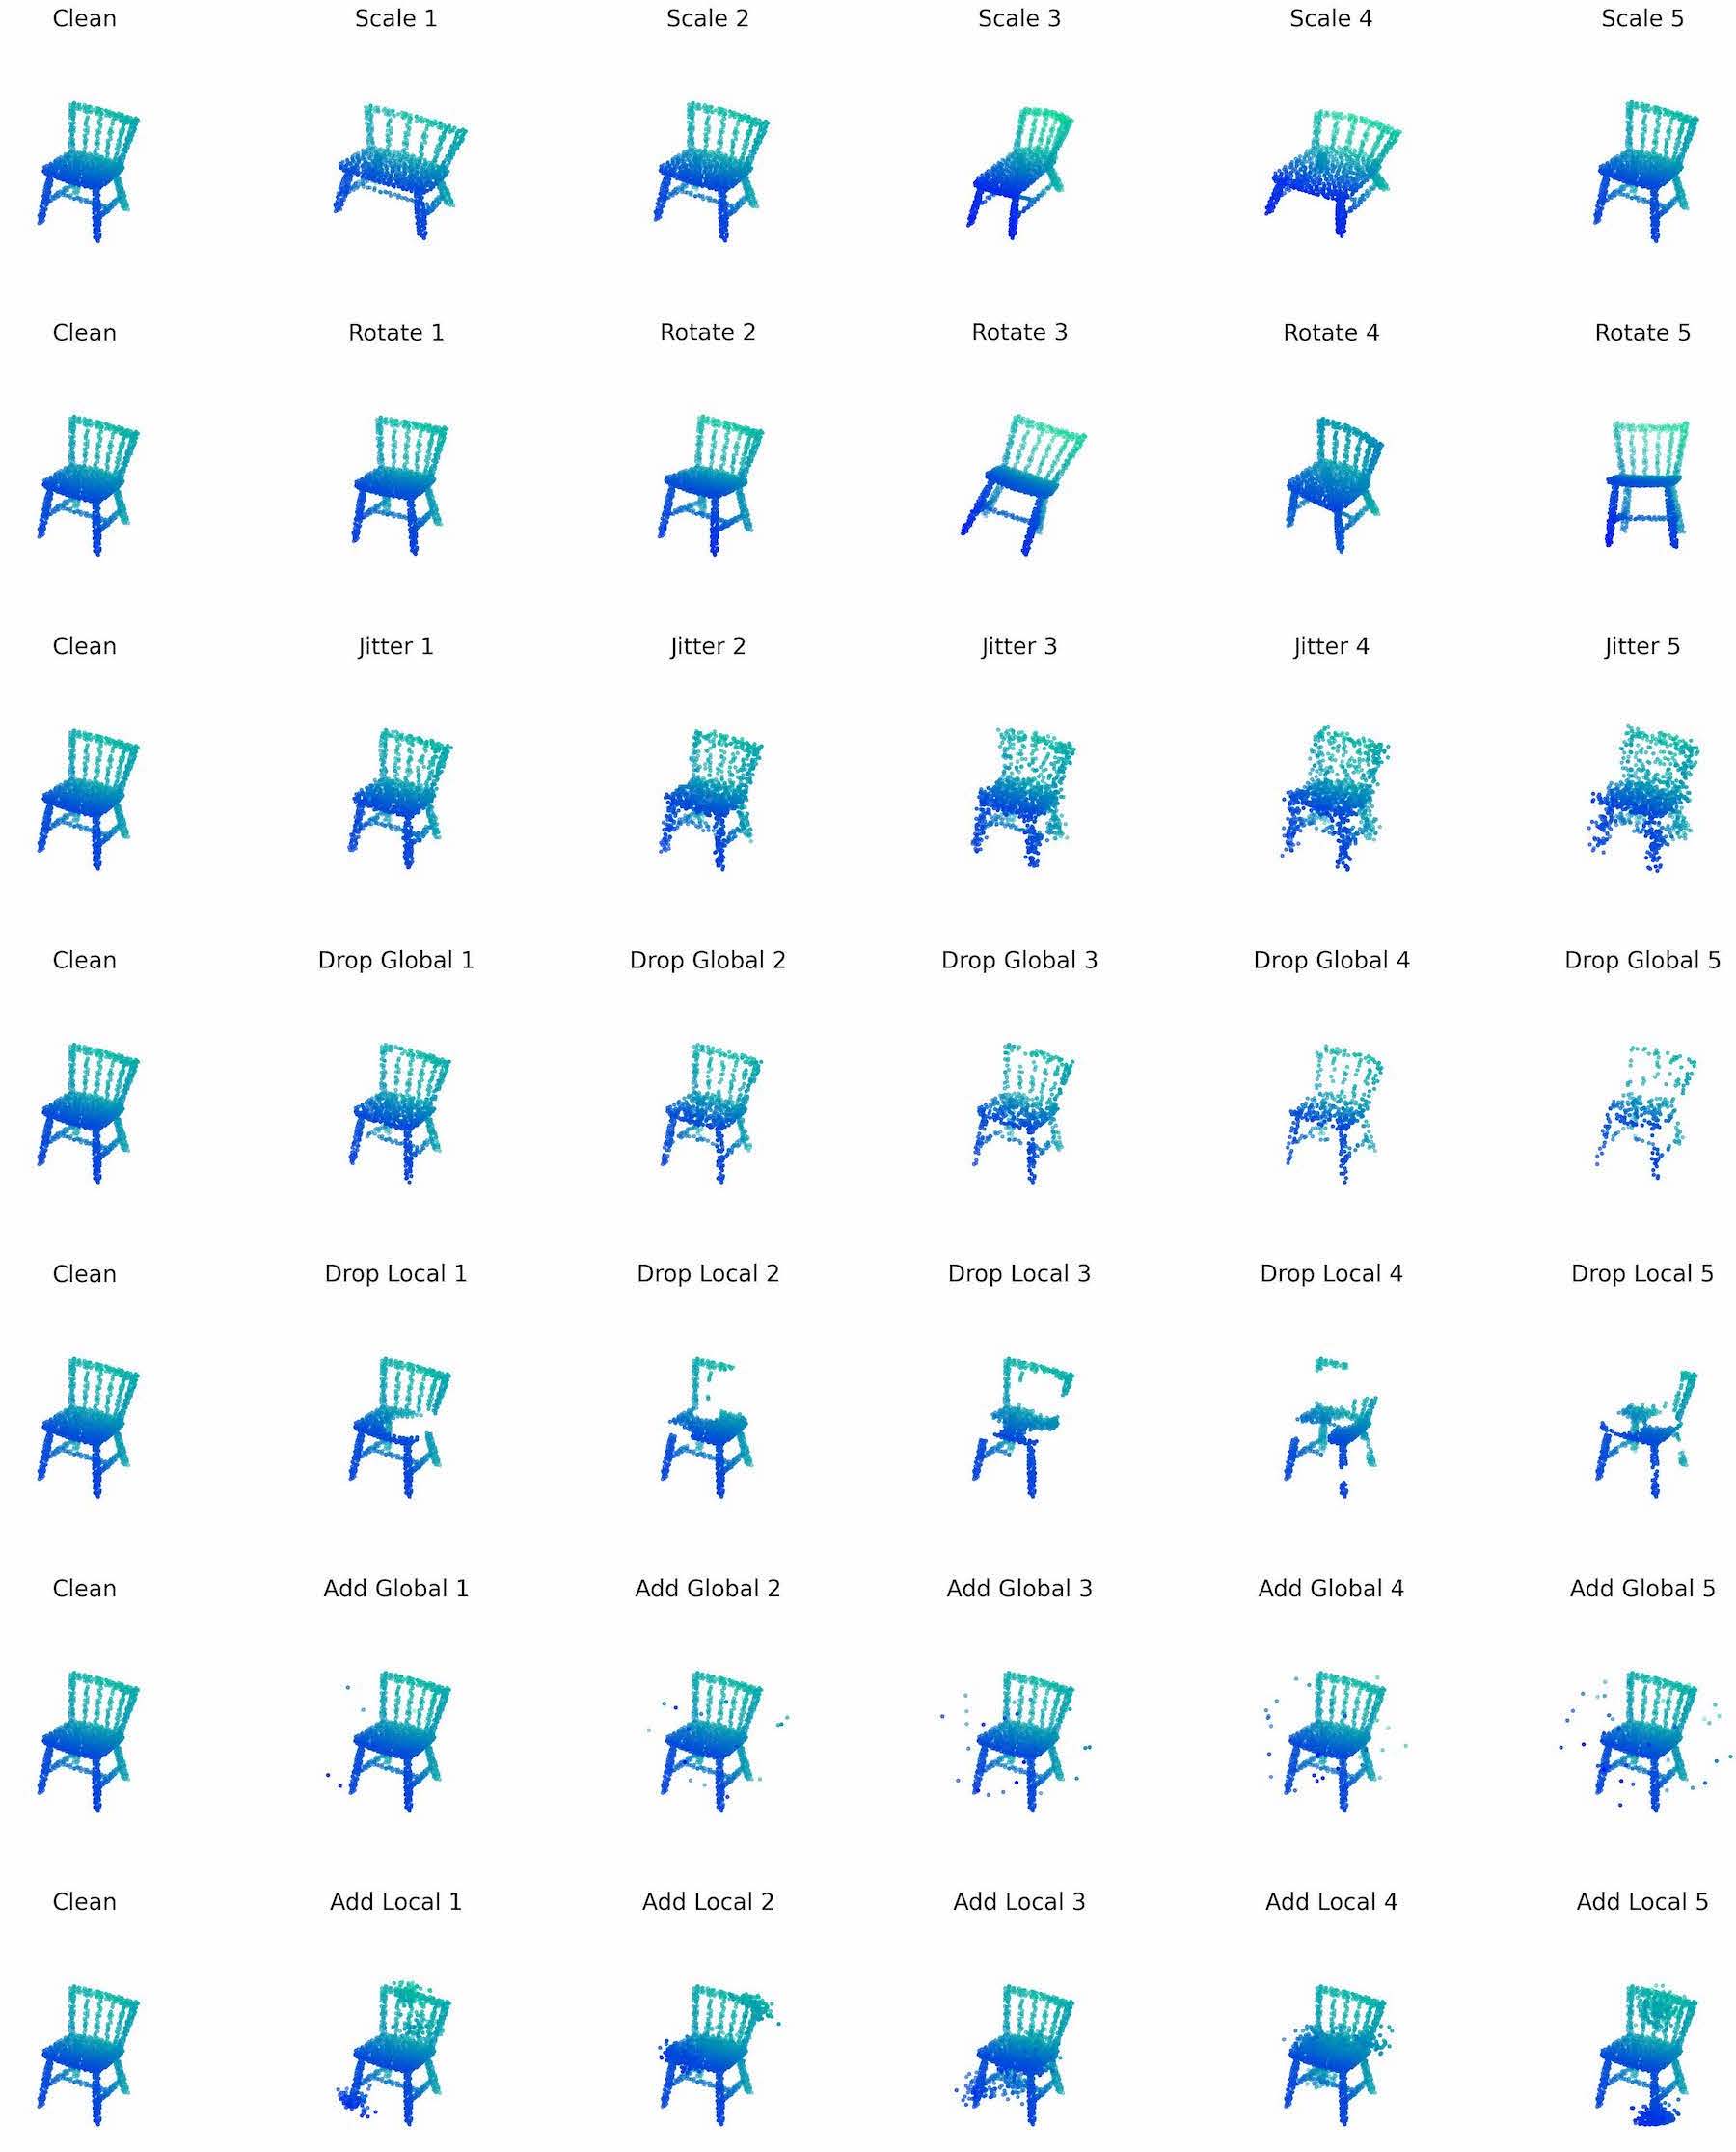 Clean Scale 1 Scale 2 Scale 3 Scale 4 Scale 5
Clean Rotate 1 Rotate 2 Rotate 3 Rotate 4 Rotate 5
Clean Jitter 1 Jitter 2 Jitter 3 Jitter 4 Jitter 5
Clean Drop Global 1 Drop Global 2 Drop Global 3 Drop Global 4 Drop Global 5
Clean Drop Local 1 Drop Local 2 Drop Local 3 Drop Local 4 Drop Local 5
Clean Add Global 1 Add Global 2 Add Global 3 Add Global 4 Add Global 5
Clean Add Local 1 Add Local 2 Add Local 3 Add Local 4 Add Local 5